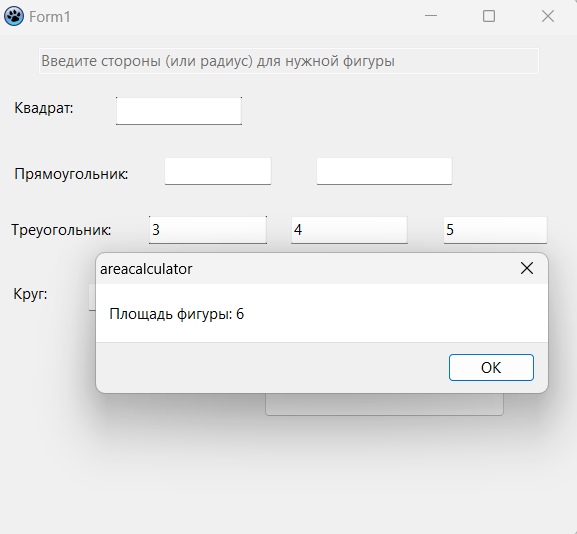 Form1
Введите стороны (или радиус) для нужной фигуры
Квадрат:
Прямоугольник:
Треугольник: 3 4 5
areacalculator
Круг:
Площадь фигуры: 6
OK